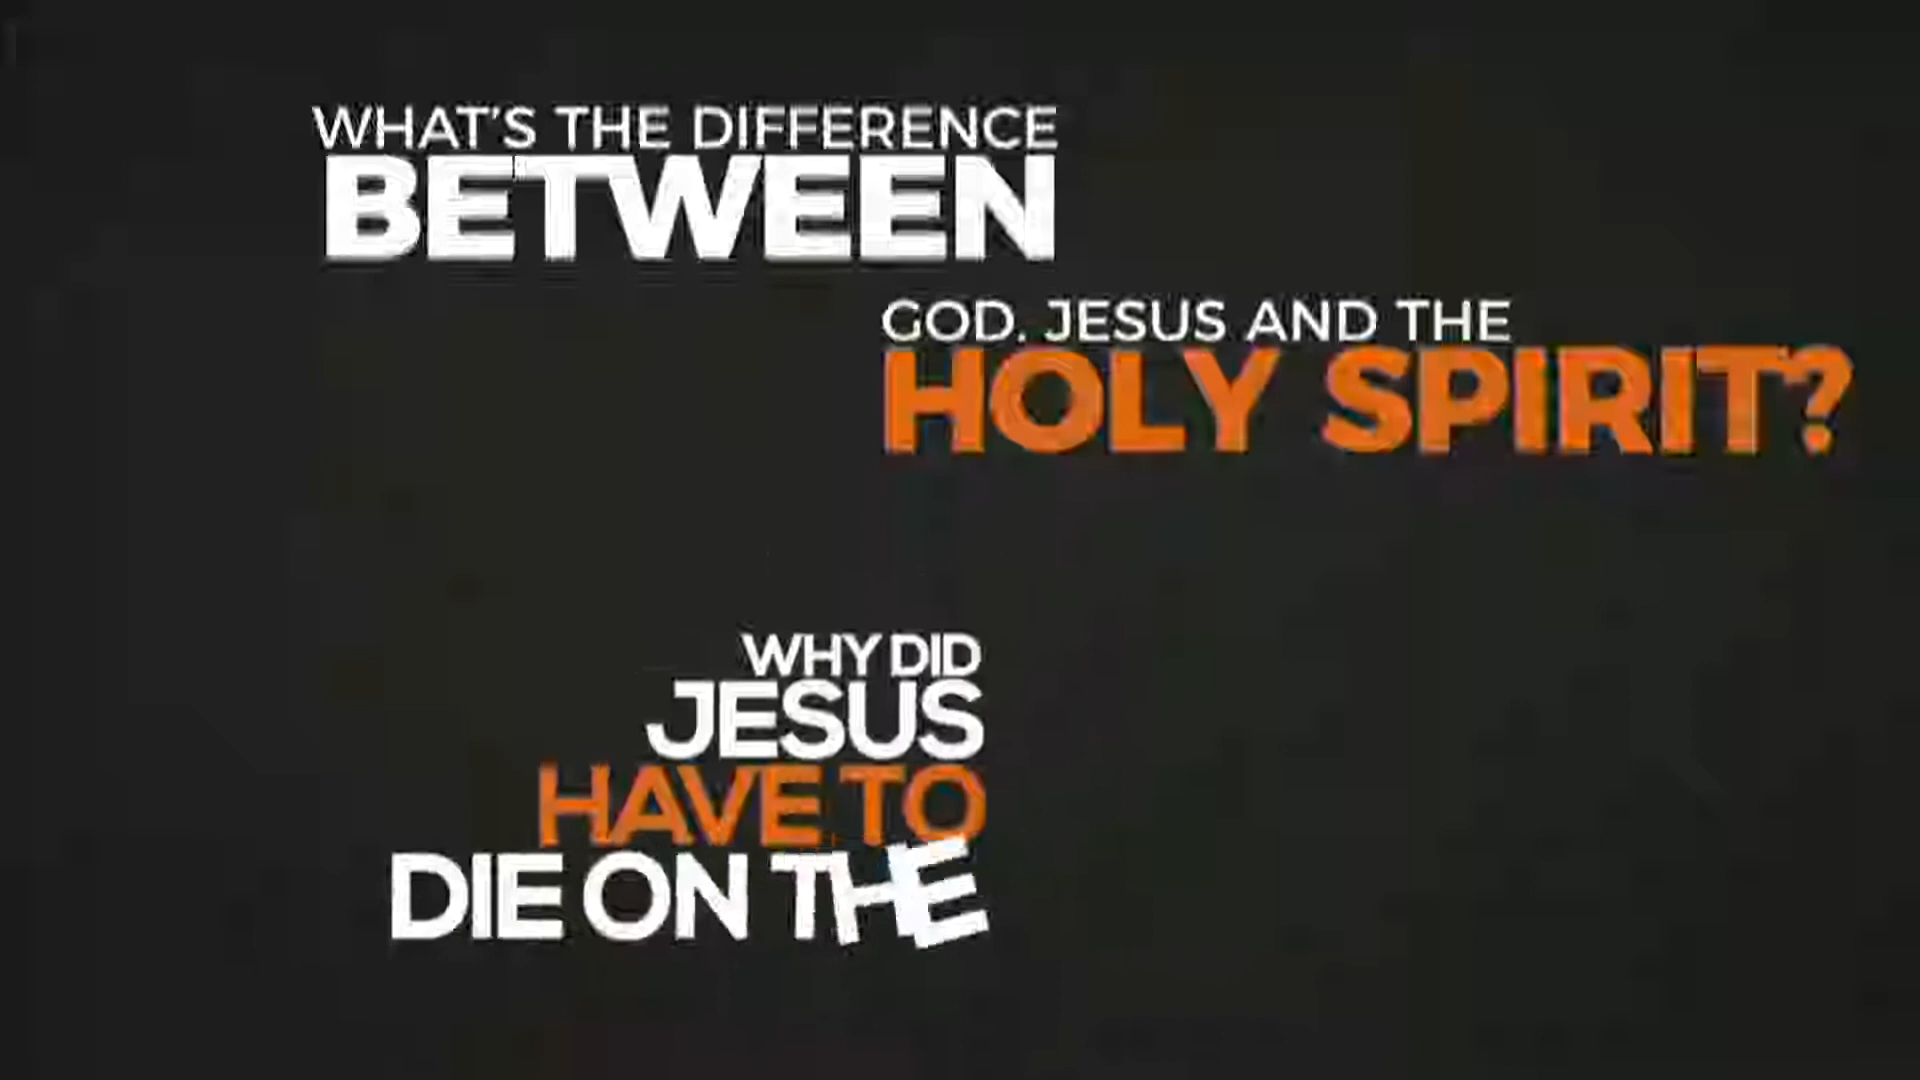 WHAT'S THE DIFFERENCE
BETWEEN
GOD, JESUS AND THE
HOLY SPIRIT?
WHY DID
JESUS
HAVE TO
DIE ON THE